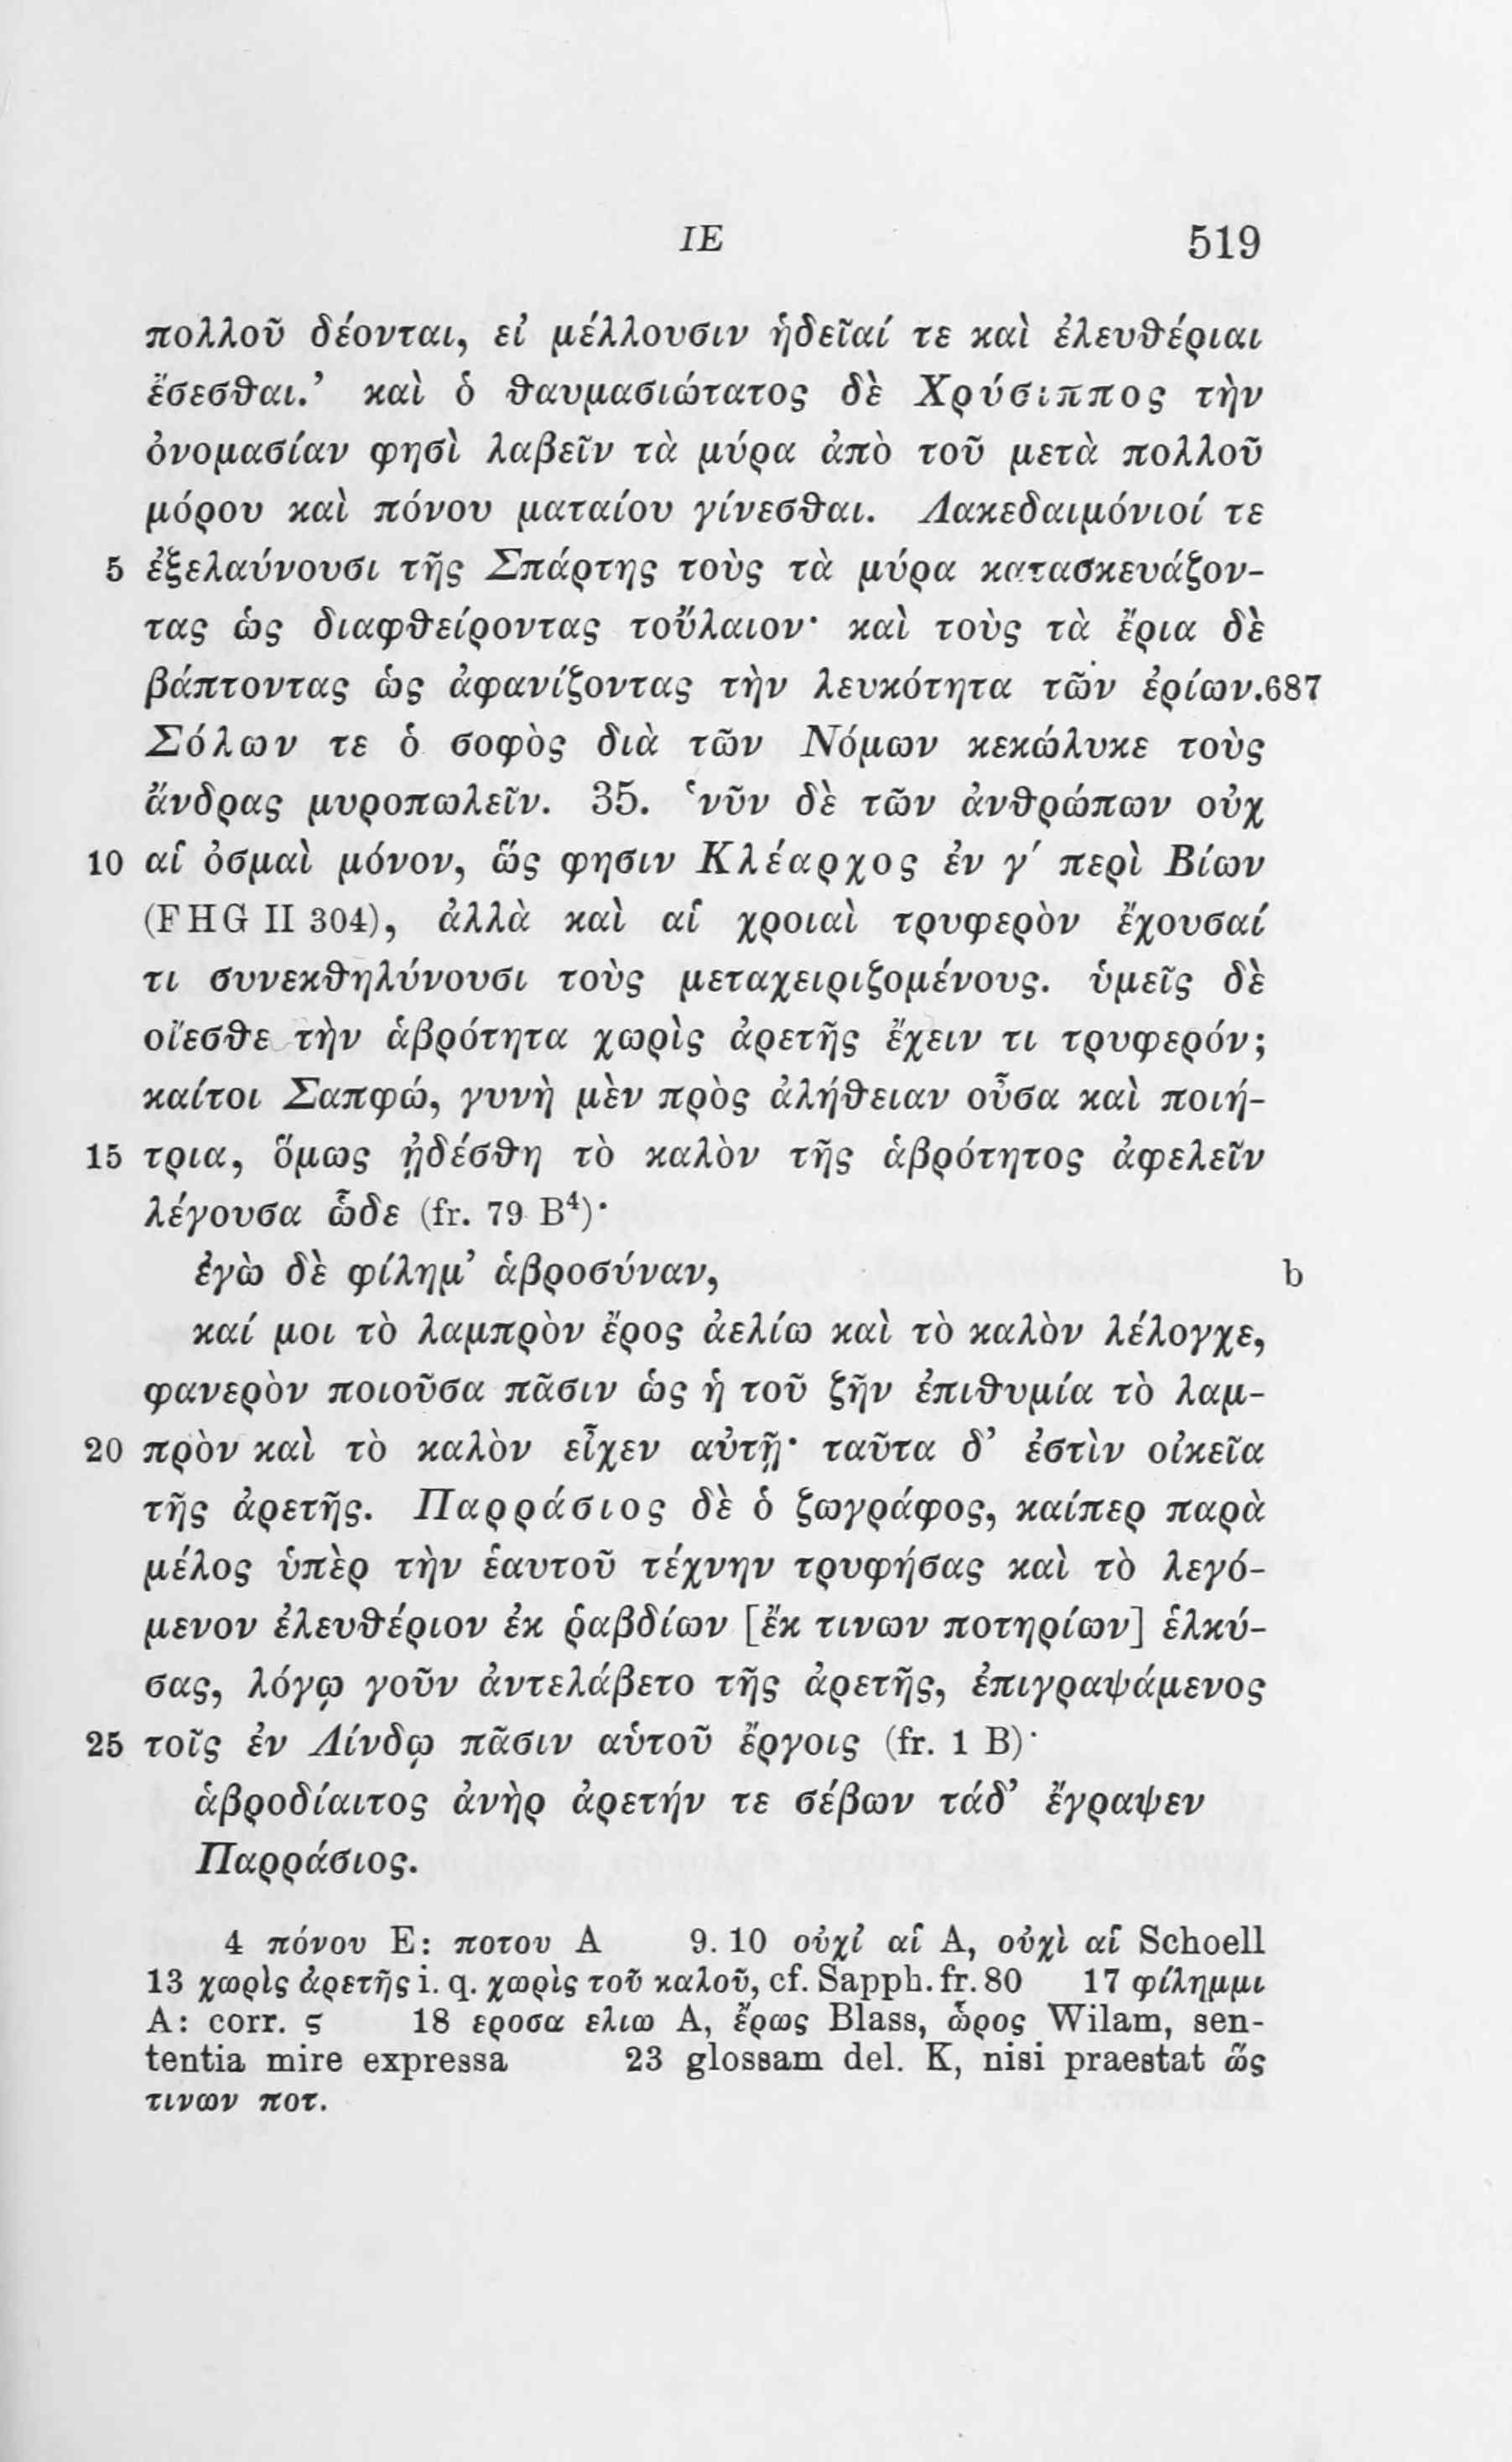 ΙΕ 519
πολλοῦ δέονται, εἰ μέλλουσιν ἡδεῖαί τε καὶ ἐλευθέριαι
ἔσεσθαι.’ καὶ ὁ θαυμασιώτατος δὲ Χρύσιππος τὴν
ὀνομασίαν φησὶ λαβεῖν τὰ μύρα ἀπὸ τοῦ μετὰ πολλοῦ
μόρου καὶ πόνου ματαίου γίνεσθαι. Λακεδαιμόνιοί τε
5 ἐξελαύνουσι τῆς Σπάρτης τοὺς τὰ μύρα κατασκευάζον-
τας ὡς διαφθείροντας τοὔλαιον· καὶ τοὺς τὰ ἔρια δὲ
βάπτοντας ὡς ἀφανίζοντας τὴν λευκότητα τῶν ἐρίων. 687
Σόλων τε ὁ σοφὸς διὰ τῶν Νόμων κεκώλυκε τοὺς
ἄνδρας μυροπωλεῖν. 35. ‘νῦν δὲ τῶν ἀνθρώπων οὐχ
10 αἱ ὀσμαὶ μόνον, ὥς φησιν Κλέαρχος ἐν γ′ περὶ Βίων
(FHG II 304), ἀλλὰ καὶ αἱ χροιαὶ τρυφερὸν ἔχουσαί
τι συνεκθηλύνουσι τοὺς μεταχειριζομένους. ὑμεῖς δὲ
οἴεσθε τὴν ἁβρότητα χωρὶς ἀρετῆς ἔχειν τι τρυφερόν;
καίτοι Σαπφώ, γυνὴ μὲν πρὸς ἀλήθειαν οὖσα καὶ ποιή-
15 τρια, ὅμως ᾐδέσθη τὸ καλὸν τῆς ἁβρότητος ἀφελεῖν
λέγουσα ὧδε (fr. 79 B⁴)·
ἐγὼ δὲ φίλημ’ ἁβροσύναν, b
καί μοι τὸ λαμπρὸν ἔρος ἀελίω καὶ τὸ καλὸν λέλογχε,
φανερὸν ποιοῦσα πᾶσιν ὡς ἡ τοῦ ζῆν ἐπιθυμία τὸ λαμ-
20 πρὸν καὶ τὸ καλὸν εἶχεν αὐτῇ· ταῦτα δ’ ἐστὶν οἰκεῖα
τῆς ἀρετῆς. Παρράσιος δὲ ὁ ζωγράφος, καίπερ παρὰ
μέλος ὑπὲρ τὴν ἑαυτοῦ τέχνην τρυφήσας καὶ τὸ λεγό-
μενον ἐλευθέριον ἐκ ῥαβδίων [ἔκ τινων ποτηρίων] ἑλκύ-
σας, λόγῳ γοῦν ἀντελάβετο τῆς ἀρετῆς, ἐπιγραψάμενος
25 τοῖς ἐν Λίνδῳ πᾶσιν αὑτοῦ ἔργοις (fr. 1 B)·
ἁβροδίαιτος ἀνὴρ ἀρετήν τε σέβων τάδ’ ἔγραψεν
Παρράσιος.
4 πόνου E: ποτου A 9. 10 οὐχί αἱ A, οὐχὶ αἱ Schoell
13 χωρὶς ἀρετῆς i. q. χωρὶς τοῦ καλοῦ, cf. Sapph. fr. 80 17 φίλημμι
A: corr. ς 18 εροσα ελιω A, ἔρως Blass, ὦρος Wilam, sen-
tentia mire expressa 23 glossam del. K, nisi praestat ὥς
τινων ποτ.